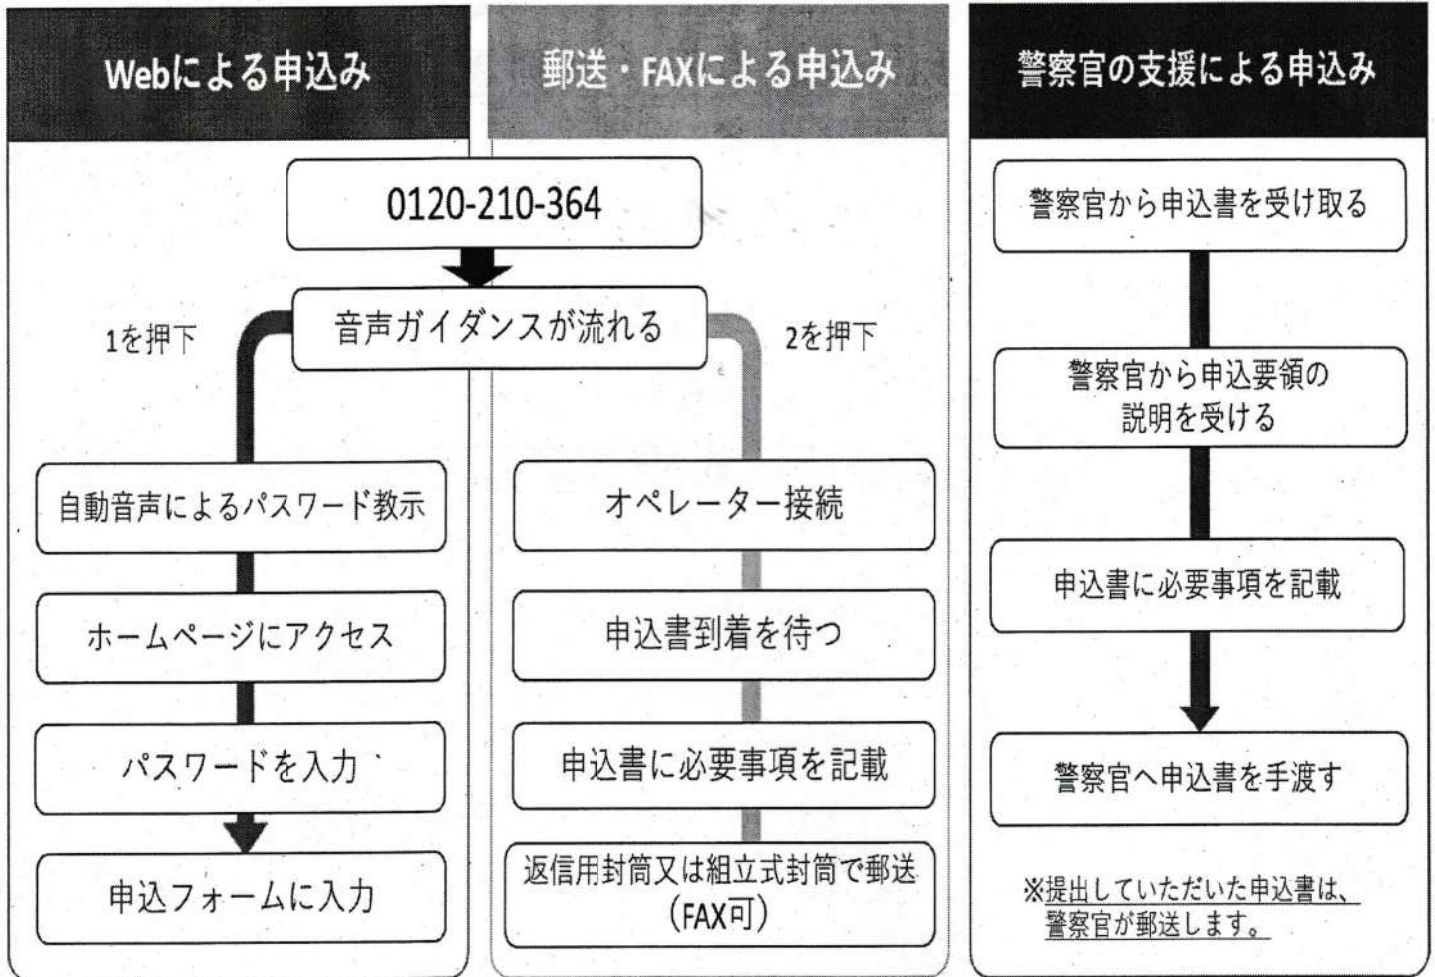 Webによる申込み
郵送・FAXによる申込み
0120-210-364
音声ガイダンスが流れる
1を押下
2を押下
自動音声によるパスワード教示
ホームページにアクセス
パスワードを入力
申込フォームに入力
オペレーター接続
申込書到着を待つ
申込書に必要事項を記載
返信用封筒又は組立式封筒で郵送
（FAX可）
警察官の支援による申込み
警察官から申込書を受け取る
警察官から申込要領の
説明を受ける
申込書に必要事項を記載
警察官へ申込書を手渡す
※提出していただいた申込書は、
警察官が郵送します。